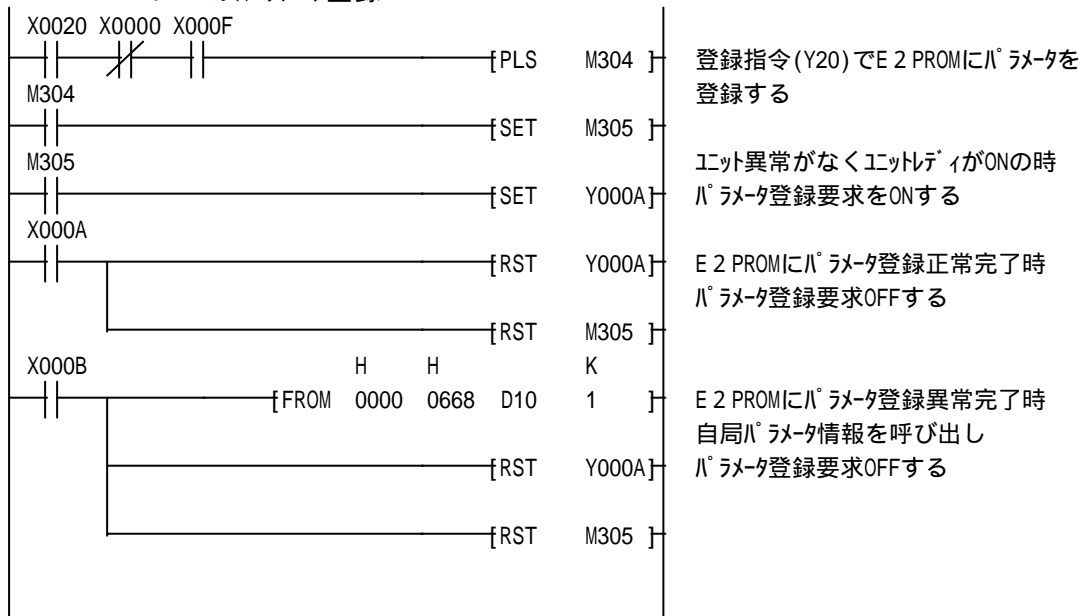 X0020 X0000 X000F
PLS M304 登録指令(Y20)でE２PROMにﾊﾟﾗﾒｰﾀを
M304 登録する
SET M305
M305 ﾕﾆｯﾄ異常がなくﾕﾆｯﾄﾚﾃﾞｨがONの時
SET Y000A ﾊﾟﾗﾒｰﾀ登録要求をONする
X000A
RST Y000A E２PROMにﾊﾟﾗﾒｰﾀ登録正常完了時
ﾊﾟﾗﾒｰﾀ登録要求OFFする
RST M305
X000B H H K
FROM 0000 0668 D10 1 E２PROMにﾊﾟﾗﾒｰﾀ登録異常完了時
自局ﾊﾟﾗﾒｰﾀ情報を呼び出し
RST Y000A ﾊﾟﾗﾒｰﾀ登録要求OFFする
RST M305